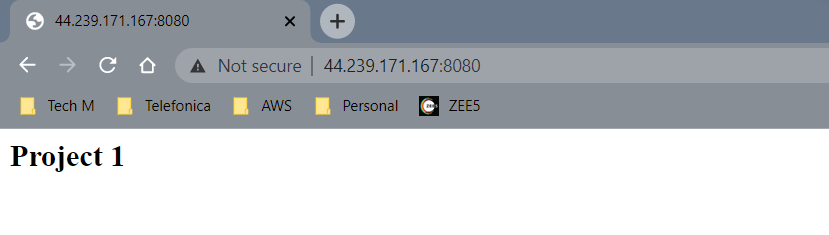 44.239.171.167:8080
Not secure | 44.239.171.167:8080
Tech M Telefonica AWS Personal ZEE5 ZEE5
Project 1